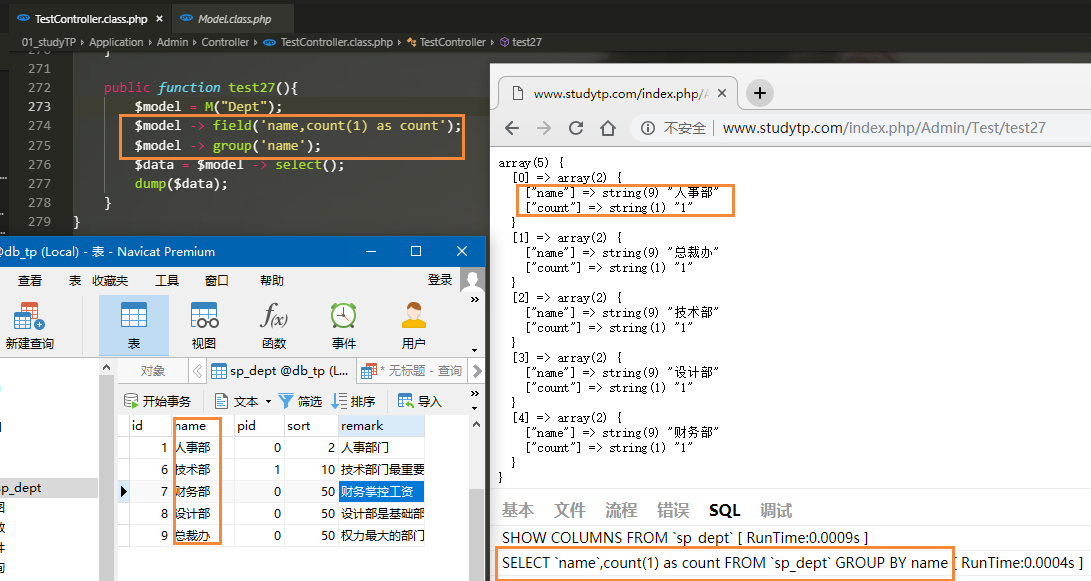 TestController.class.php ×
Model.class.php
01_studyTP › Application › Admin › Controller › TestController.class.php › TestController › test27
271
272 public function test27(){
273 $model = M("Dept");
274 $model -> field('name,count(1) as count');
275 $model -> group('name');
276 $data = $model -> select();
277 dump($data);
278 }
279 }
@db_tp (Local) - 表 - Navicat Premium
查看 表 收藏夹 工具 窗口 帮助 登录
新建查询 表 视图 函数 事件 用户
f(x)
对象 sp_dept @db_tp (L... * 无标题 - 查询
开始事务 文本 筛选 排序 导入
id name pid sort remark
1 人事部 0 2 人事部门
6 技术部 1 10 技术部门最重要
7 财务部 0 50 财务掌控工资
8 设计部 0 50 设计部是基础部
9 总裁办 0 50 权力最大的部门
sp_dept
www.studytp.com/index.php/A × +
不安全 | www.studytp.com/index.php/Admin/Test/test27
array(5) {
[0] => array(2) {
["name"] => string(9) "人事部"
["count"] => string(1) "1"
}
[1] => array(2) {
["name"] => string(9) "总裁办"
["count"] => string(1) "1"
}
[2] => array(2) {
["name"] => string(9) "技术部"
["count"] => string(1) "1"
}
[3] => array(2) {
["name"] => string(9) "设计部"
["count"] => string(1) "1"
}
[4] => array(2) {
["name"] => string(9) "财务部"
["count"] => string(1) "1"
}
}
基本 文件 流程 错误 SQL 调试
SHOW COLUMNS FROM `sp_dept` [ RunTime:0.0009s ]
SELECT `name`,count(1) as count FROM `sp_dept` GROUP BY name [ RunTime:0.0004s ]